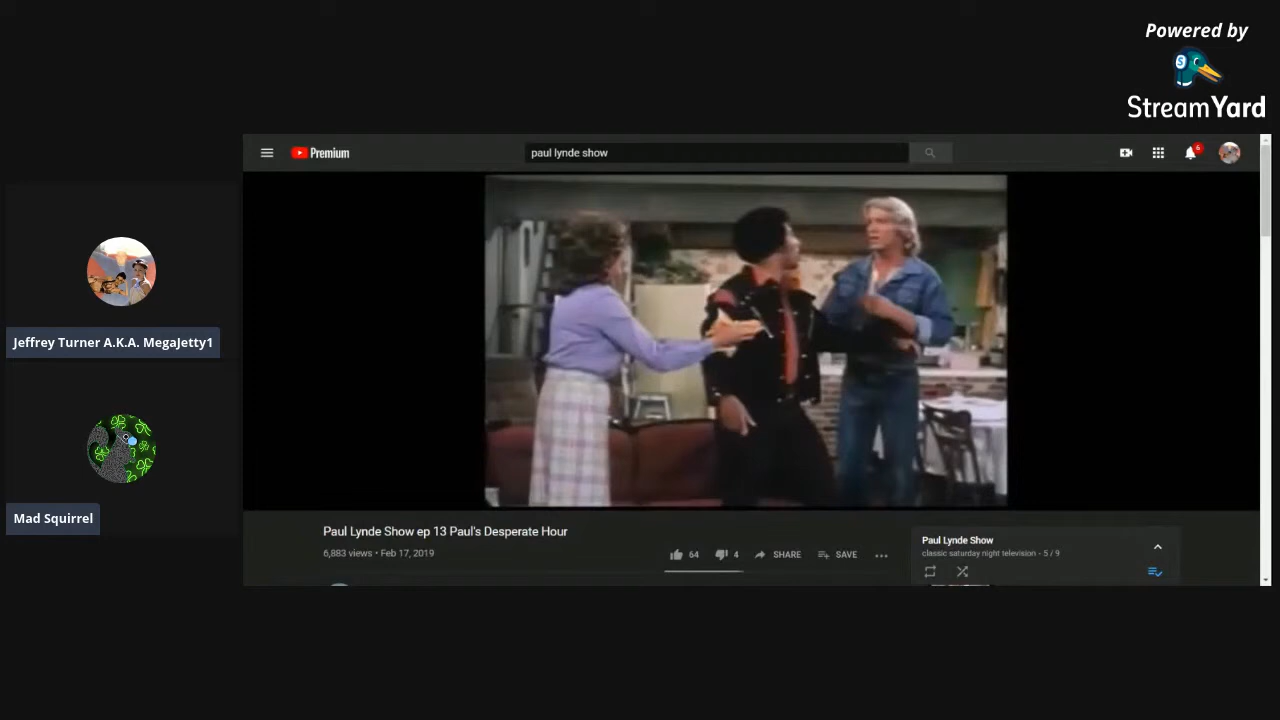 Powered by
StreamYard
Premium
paul lynde show
6
Jeffrey Turner A.K.A. MegaJetty1
Mad Squirrel
Paul Lynde Show ep 13 Paul's Desperate Hour
6,883 views • Feb 17, 2019
64
4
SHARE
SAVE
Paul Lynde Show
classic saturday night television - 5 / 9